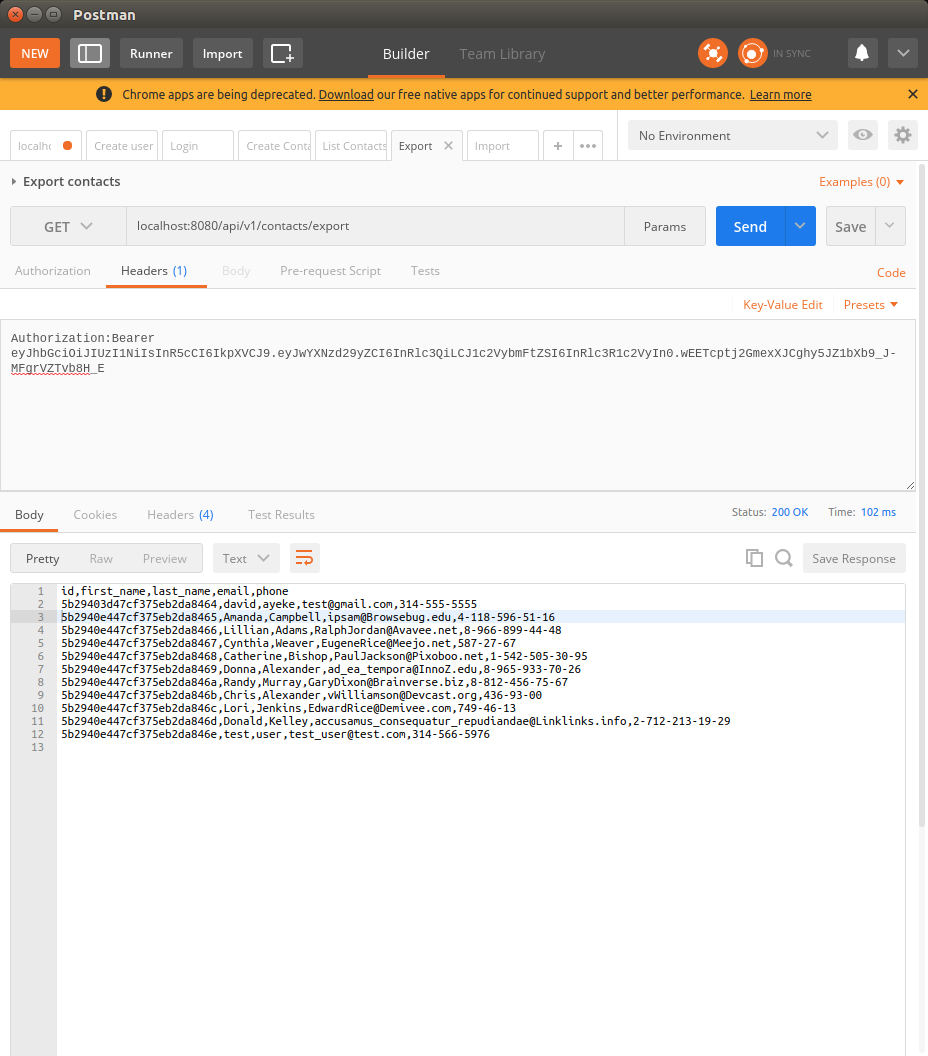 Postman
NEW Runner Import Builder Team Library IN SYNC
Chrome apps are being deprecated. Download our free native apps for continued support and better performance. Learn more
localhc Create user Login Create Conta List Contacts Export Import + ••• No Environment
Export contacts Examples (0)
GET localhost:8080/api/v1/contacts/export Params Send Save
Authorization Headers (1) Body Pre-request Script Tests Code
Key-Value Edit Presets
Authorization:Bearer
eyJhbGciOiJIUzI1NiIsInR5cCI6IkpXVCJ9.eyJwYXNzd29yZCI6InRlc3QiLCJ1c2VybmFtZSI6InRlc3R1c2VyIn0.wEETcptj2GmexXJCghy5JZ1bXb9_J-
MFgrVZTvb8H_E
Body Cookies Headers (4) Test Results Status: 200 OK Time: 102 ms
Pretty Raw Preview Text Save Response
1 id,first_name,last_name,email,phone
2 5b29403d47cf375eb2da8464,david,ayeke,test@gmail.com,314-555-5555
3 5b2940e447cf375eb2da8465,Amanda,Campbell,ipsam@Browsebug.edu,4-118-596-51-16
4 5b2940e447cf375eb2da8466,Lillian,Adams,RalphJordan@Avavee.net,8-966-899-44-48
5 5b2940e447cf375eb2da8467,Cynthia,Weaver,EugeneRice@Meejo.net,587-27-67
6 5b2940e447cf375eb2da8468,Catherine,Bishop,PaulJackson@Pixoboo.net,1-542-505-30-95
7 5b2940e447cf375eb2da8469,Donna,Alexander,ad_ea_tempora@InnoZ.edu,8-965-933-70-26
8 5b2940e447cf375eb2da846a,Randy,Murray,GaryDixon@Brainverse.biz,8-812-456-75-67
9 5b2940e447cf375eb2da846b,Chris,Alexander,vWilliamson@Devcast.org,436-93-00
10 5b2940e447cf375eb2da846c,Lori,Jenkins,EdwardRice@Demivee.com,749-46-13
11 5b2940e447cf375eb2da846d,Donald,Kelley,accusamus_consequatur_repudiandae@Linklinks.info,2-712-213-19-29
12 5b2940e447cf375eb2da846e,test,user,test_user@test.com,314-566-5976
13